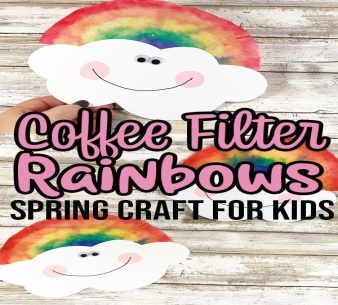 Coffee Filter
Rainbows
SPRING CRAFT FOR KIDS